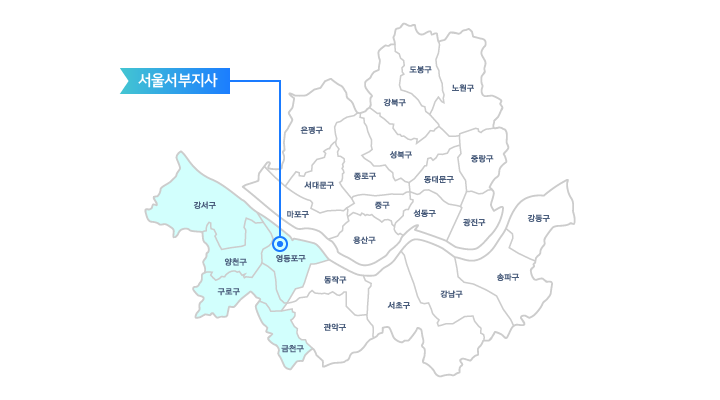 도봉구
서울서부지사
노원구
강북구
은평구
성북구
중랑구
종로구
동대문구
서대문구
강서구
중구
마포구
성동구
강동구
광진구
용산구
영등포구
양천구
송파구
동작구
구로구
강남구
서초구
관악구
금천구